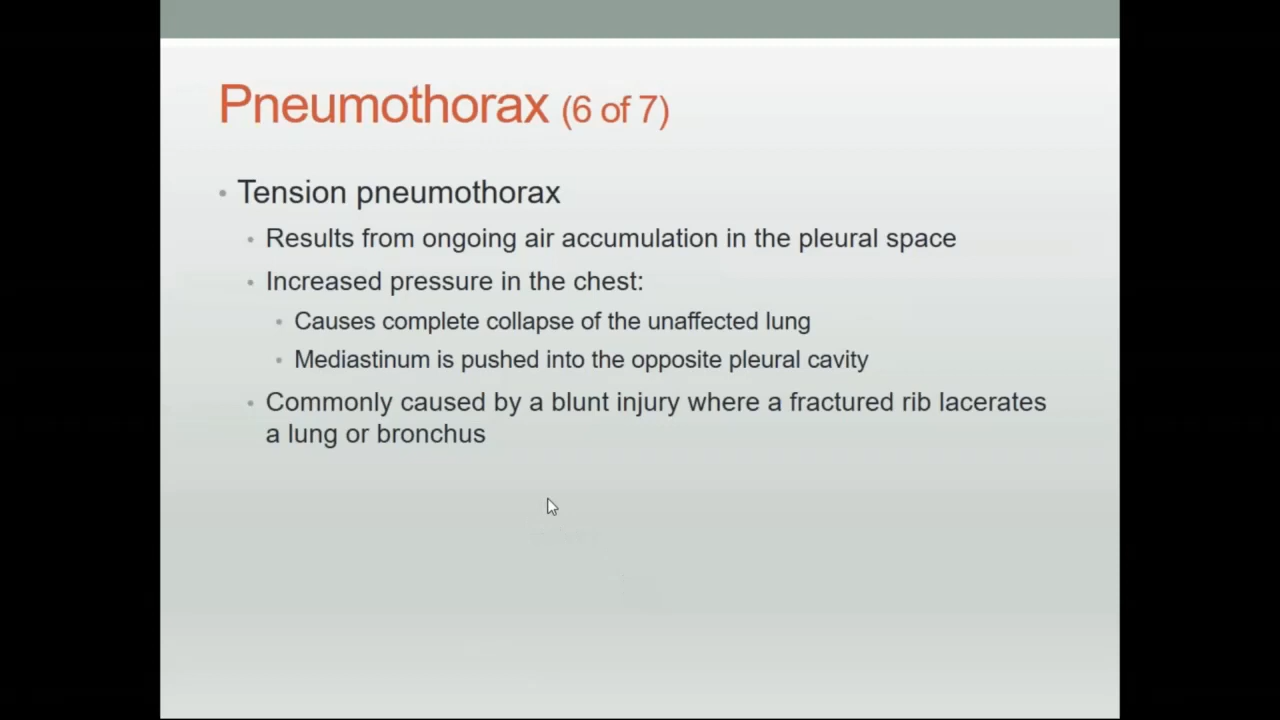 Pneumothorax (6 of 7)
• Tension pneumothorax
• Results from ongoing air accumulation in the pleural space
• Increased pressure in the chest:
• Causes complete collapse of the unaffected lung
• Mediastinum is pushed into the opposite pleural cavity
• Commonly caused by a blunt injury where a fractured rib lacerates
a lung or bronchus